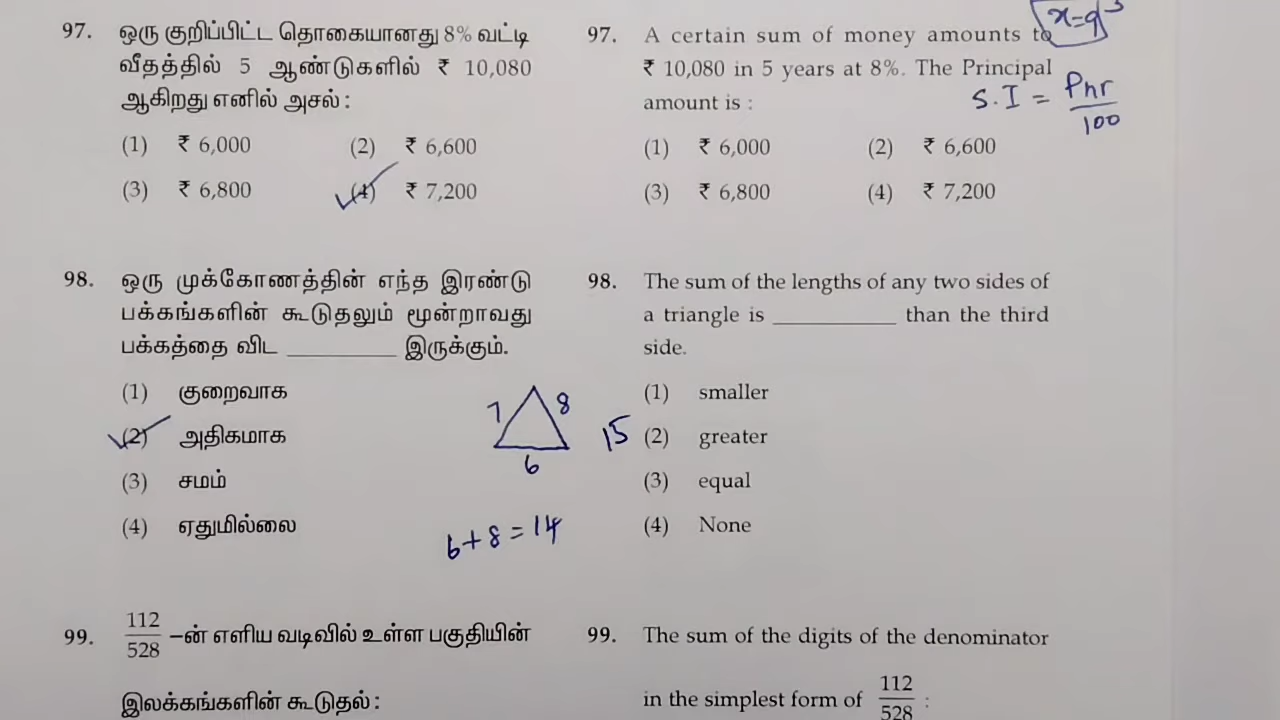 97. ஒரு குறிப்பிட்ட தொகையானது 8% வட்டி
வீதத்தில் 5 ஆண்டுகளில் ₹ 10,080
ஆகிறது எனில் அசல் :
(1) ₹ 6,000 (2) ₹ 6,600
(3) ₹ 6,800 (4) ₹ 7,200
98. ஒரு முக்கோணத்தின் எந்த இரண்டு
பக்கங்களின் கூடுதலும் மூன்றாவது
பக்கத்தை விட __________ இருக்கும்.
(1) குறைவாக
(2) அதிகமாக
(3) சமம்
(4) ஏதுமில்லை
7 8
6
6+8=14
99. 112/528 –ன் எளிய வடிவில் உள்ள பகுதியின்
இலக்கங்களின் கூடுதல் :
x=9
97. A certain sum of money amounts to
₹ 10,080 in 5 years at 8%. The Principal
amount is :
S.I = Pnr/100
(1) ₹ 6,000 (2) ₹ 6,600
(3) ₹ 6,800 (4) ₹ 7,200
98. The sum of the lengths of any two sides of
a triangle is __________ than the third
side.
(1) smaller
15
(2) greater
(3) equal
(4) None
99. The sum of the digits of the denominator
in the simplest form of 112/528 :